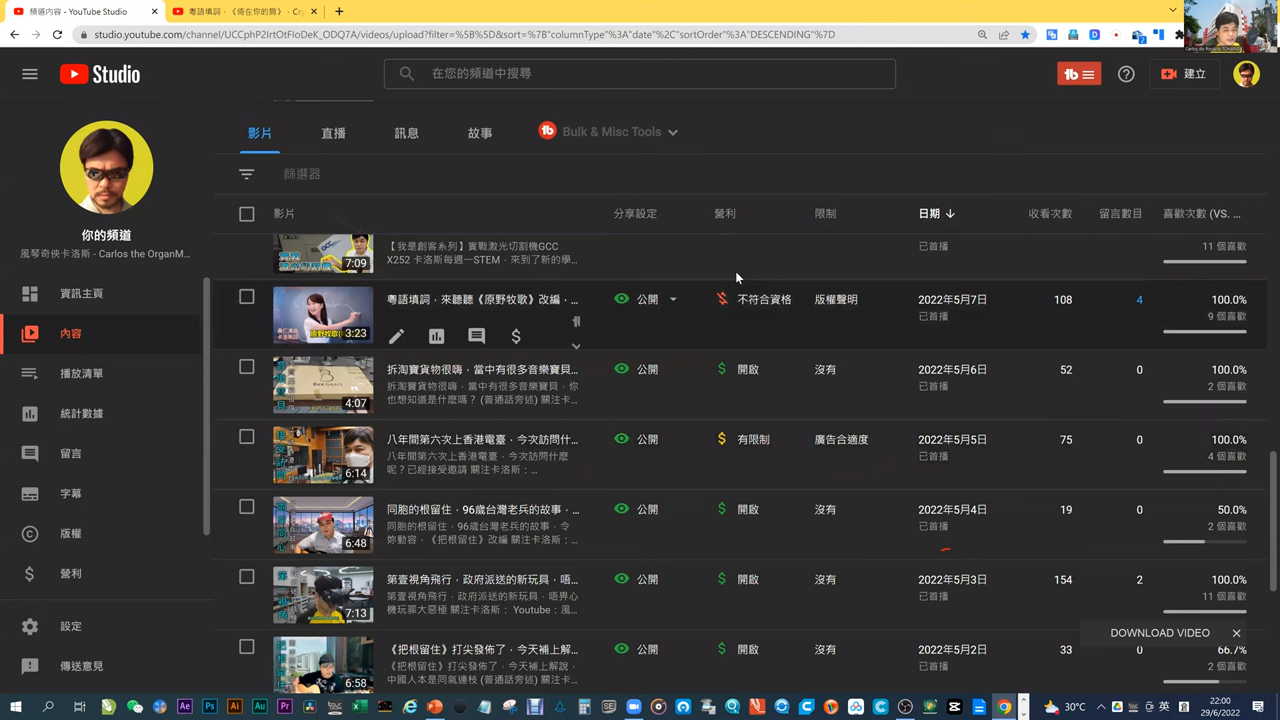 頻道內容 - YouTube Studio
粵語填詞，《倚在你的肩》 - Cry
studio.youtube.com/channel/UCCphP2IrtOtFIoDeK_ODQ7A/videos/upload?filter=%5B%5D&sort=%7B"columnType"%3A"date"%2C"sortOrder"%3A"DESCENDING"%7D
Carlos do Rosario TCHIANG
Studio
在你的頻道中搜尋
tb
建立
影片 直播 訊息 故事 tb Bulk & Misc Tools
篩選器
影片 分享設定 營利 限制 日期 收看次數 留言數目 喜歡次數 (VS. ...
【我是創客系列】實戰激光切割機GCC 已首播 11 個喜歡
X252 卡洛斯每週一STEM，來到了新的學...
7:09
粵語填詞，來聽聽《原野牧歌》改編，... 公開 不符合資格 版權聲明 2022年5月7日 108 4 100.0%
已首播 9 個喜歡
3:23
拆淘寶貨物很嗨，當中有很多音樂寶貝... 公開 開啟 沒有 2022年5月6日 52 0 100.0%
拆淘寶貨物很嗨，當中有很多音樂寶貝，你 已首播 2 個喜歡
也想知道是什麼嗎？ (普通話旁述) 關注卡...
4:07
八年間第六次上香港電臺，今次訪問什... 公開 有限制 廣告合適度 2022年5月5日 75 0 100.0%
八年間第六次上香港電臺，今次訪問什麼 已首播 4 個喜歡
呢？已經接受邀請 關注卡洛斯：...
6:14
同胞的根留住，96歲台灣老兵的故事，... 公開 開啟 沒有 2022年5月4日 19 0 50.0%
同胞的根留住，96歲台灣老兵的故事，令 已首播 2 個喜歡
你動容，《把根留住》改編 關注卡洛斯：...
6:48
第壹視角飛行，政府派送的新玩具，唔... 公開 開啟 沒有 2022年5月3日 154 2 100.0%
第壹視角飛行，政府派送的新玩具，唔界心 已首播 11 個喜歡
機玩罪大惡極 關注卡洛斯： Youtube：風...
7:13
《把根留住》打尖發佈了，今天補上解... 公開 開啟 沒有 2022年5月2日 33 0 66.7%
《把根留住》打尖發佈了，今天補上解說， 已首播 2 個喜歡
中國人本是同氣連枝 (普通話旁述) 關注卡...
6:58
你的頻道
風琴奇俠卡洛斯 - Carlos the OrganM...
資訊主頁
內容
播放清單
統計數據
留言
字幕
版權
營利
設定
傳送意見
DOWNLOAD VIDEO
30°C 英
22:00
29/6/2022